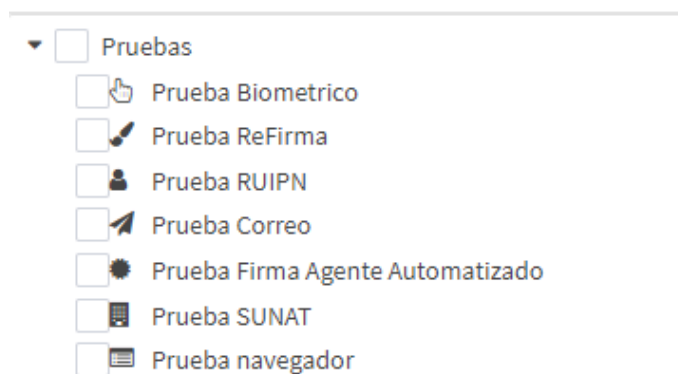 Pruebas
Prueba Biometrico
Prueba ReFirma
Prueba RUIPN
Prueba Correo
Prueba Firma Agente Automatizado
Prueba SUNAT
Prueba navegador